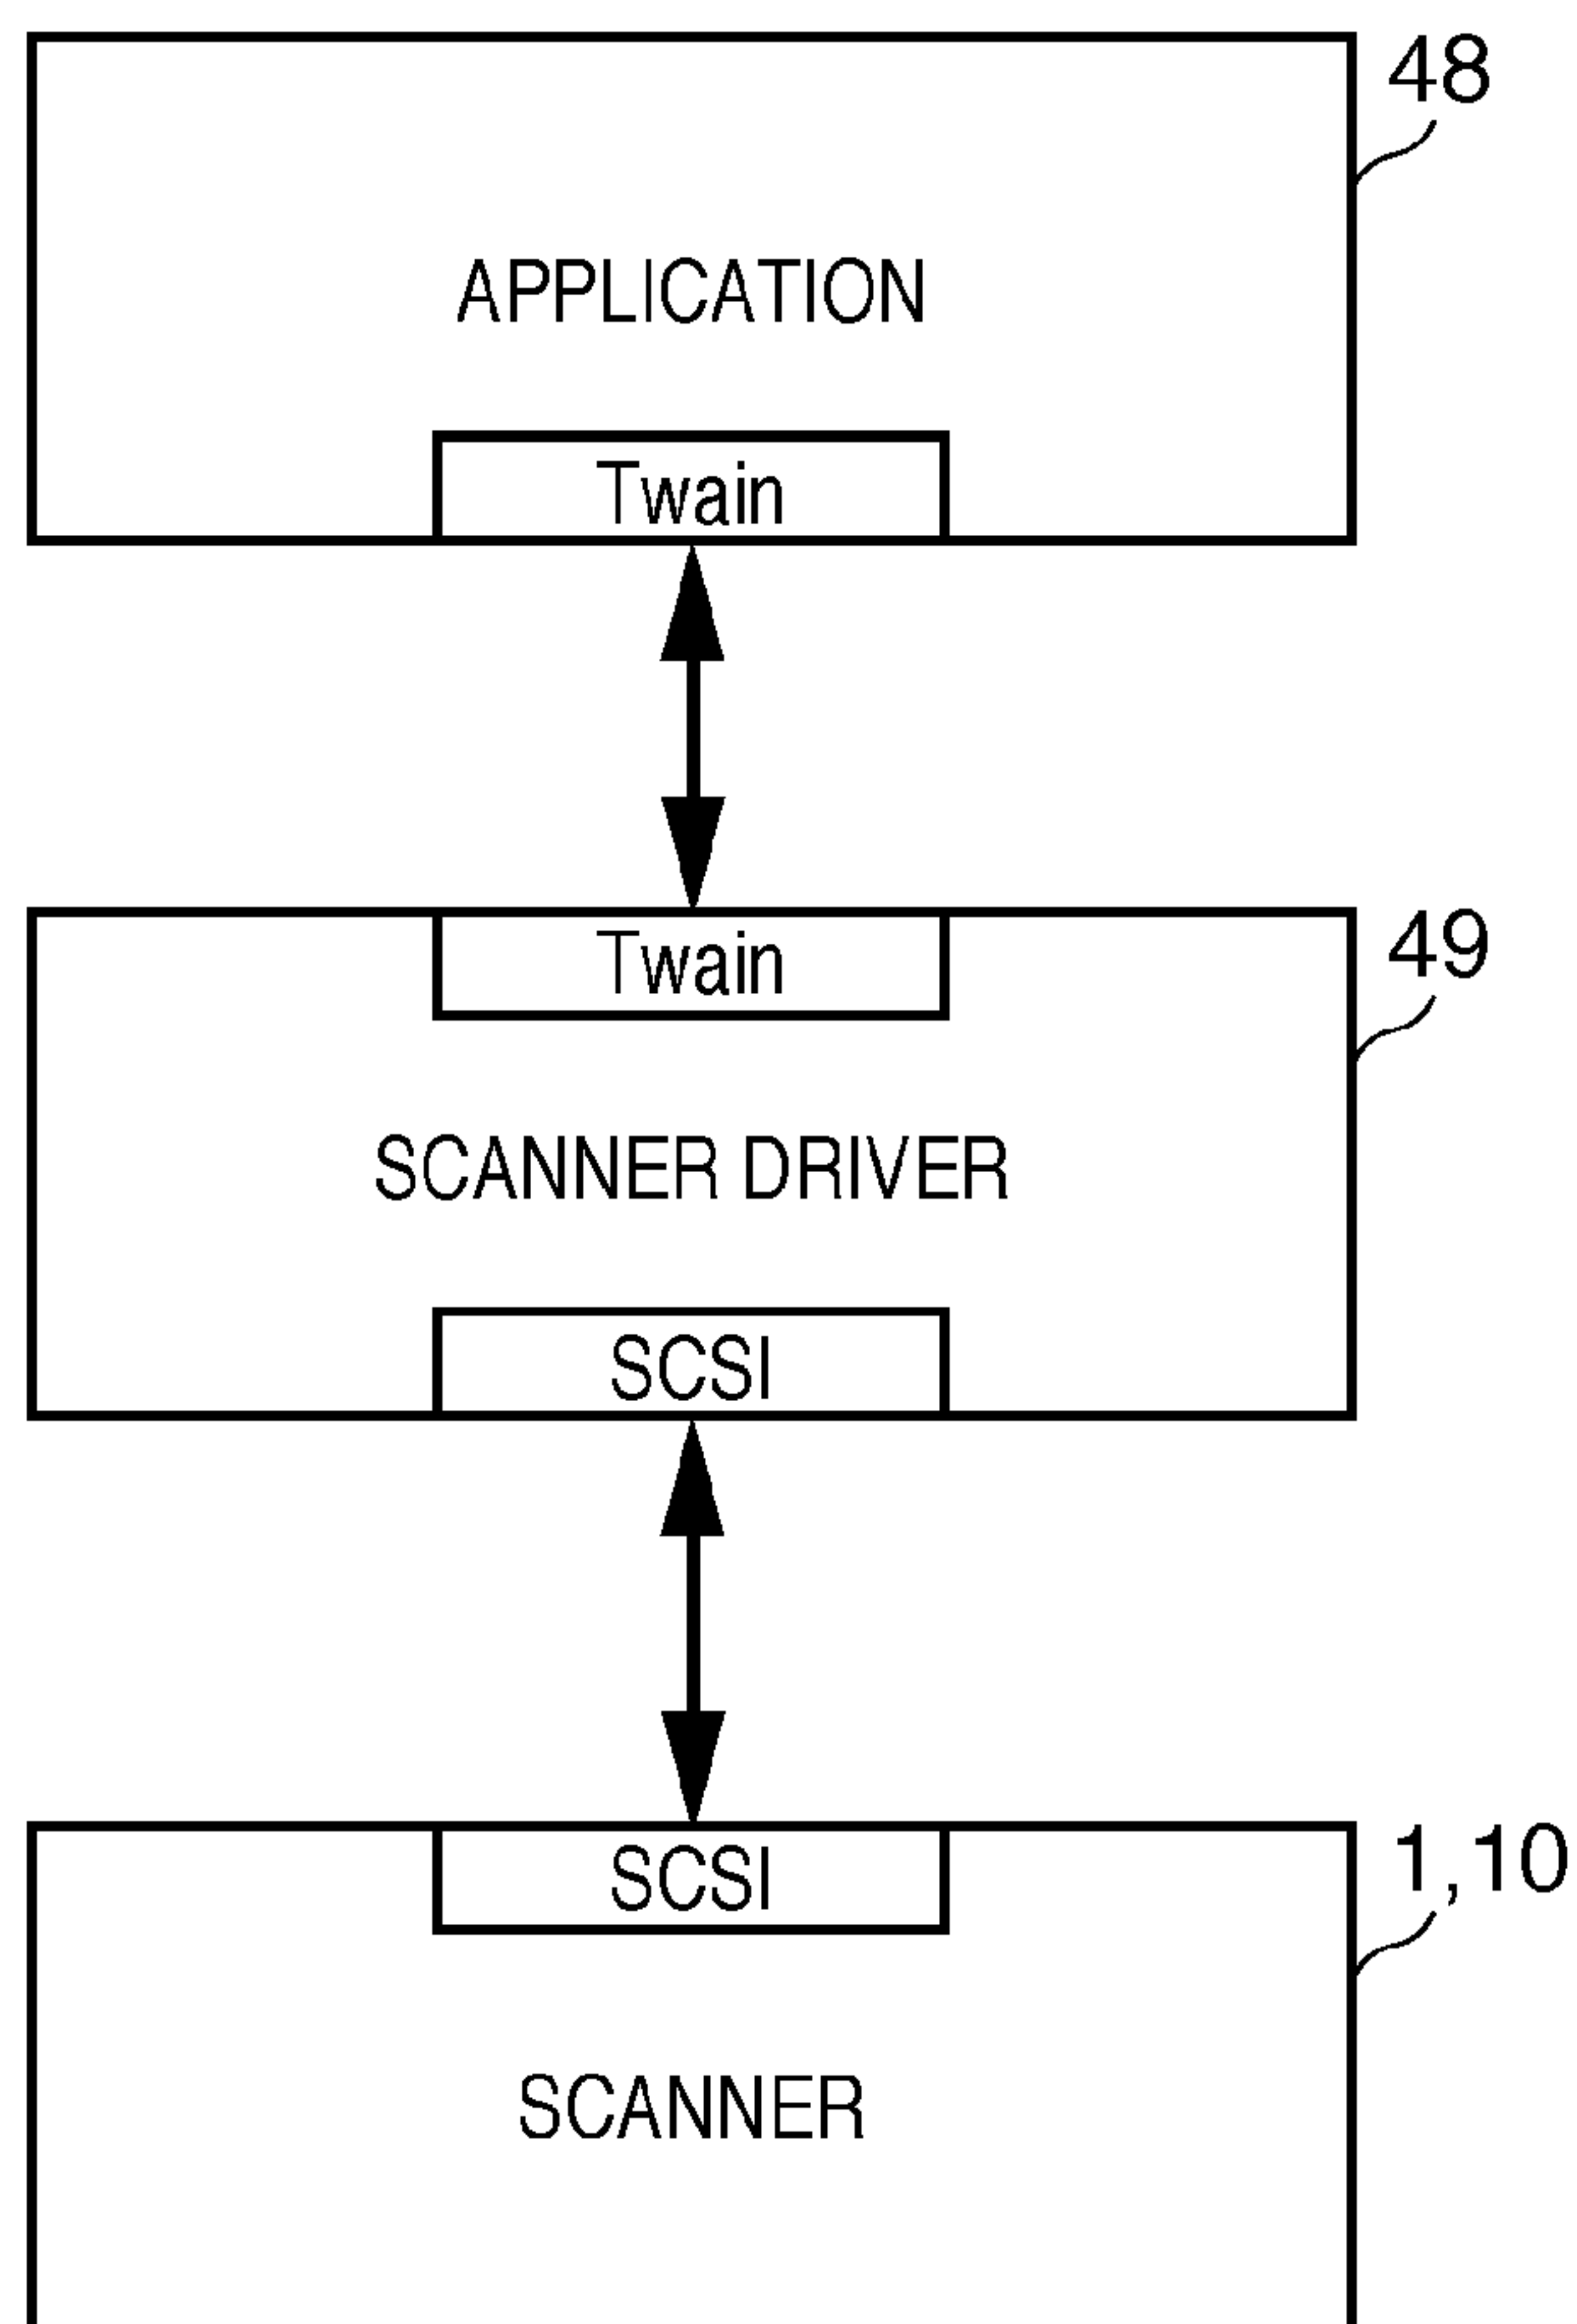 48
APPLICATION
Twain
Twain
49
SCANNER DRIVER
SCSI
SCSI
1,10
SCANNER